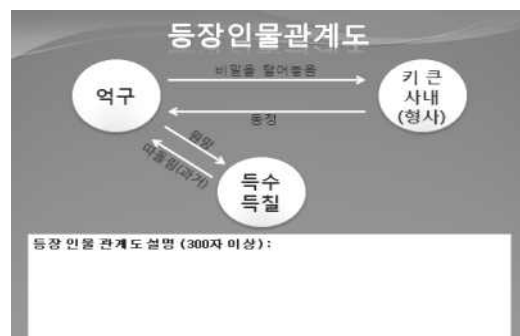 등장인물관계도
비밀을 털어놓음
억구
키 큰
사내
(형사)
동정
원망
따돌림(과거)
득수
득칠
등장 인물 관계도 설명 (300자 이상) :